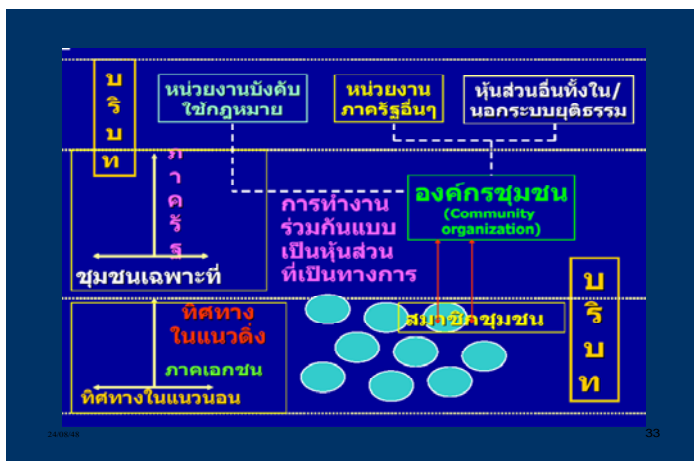 บริบท
หน่วยงานบังคับ
ใช้กฎหมาย
หน่วยงาน
ภาครัฐอื่นๆ
หุ้นส่วนอื่นทั้งใน/
นอกระบบยุติธรรม
ภาครัฐ
ชุมชนเฉพาะที่
การทำงาน
ร่วมกันแบบ
เป็นหุ้นส่วน
ที่เป็นทางการ
องค์กรชุมชน
(Community
organization)
บริบท
ทิศทาง
ในแนวดิ่ง
ภาคเอกชน
ทิศทางในแนวนอน
สมาชิกชุมชน
24/08/48
33